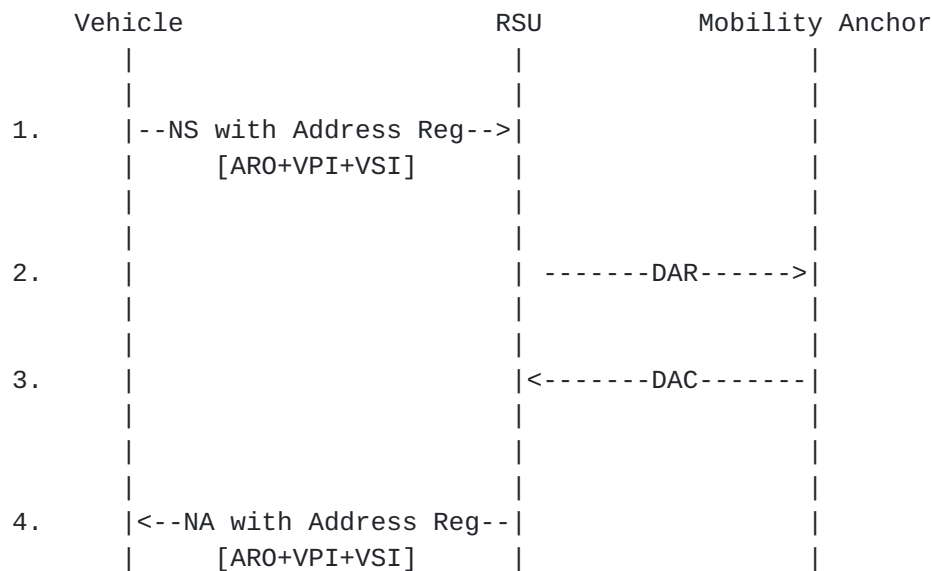 Vehicle RSU Mobility Anchor
1. |--NS with Address Reg-->|
[ARO+VPI+VSI]
2. -------DAR------>|
3. |<-------DAC-------|
4. |<--NA with Address Reg--|
[ARO+VPI+VSI]